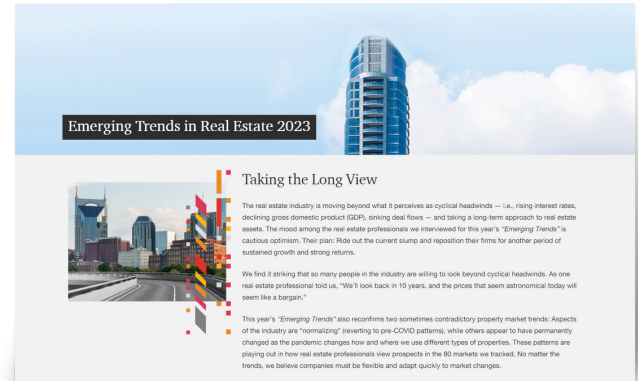 Emerging Trends in Real Estate 2023
Taking the Long View
The real estate industry is moving beyond what it perceives as cyclical headwinds — i.e., rising interest rates,
declining gross domestic product (GDP), sinking deal flows — and taking a long-term approach to real estate
assets. The mood among the real estate professionals we interviewed for this year's "Emerging Trends" is
cautious optimism. Their plan: Ride out the current slump and reposition their firms for another period of
sustained growth and strong returns.
We find it striking that so many people in the industry are willing to look beyond cyclical headwinds. As one
real estate professional told us, "We'll look back in 10 years, and the prices that seem astronomical today will
seem like a bargain."
This year's "Emerging Trends" also reconfirms two sometimes contradictory property market trends: Aspects
of the industry are "normalizing" (reverting to pre-COVID patterns), while others appear to have permanently
changed as the pandemic changes how and where we use different types of properties. These patterns are
playing out in how real estate professionals view prospects in the 80 markets we tracked. No matter the
trends, we believe companies must be flexible and adapt quickly to market changes.